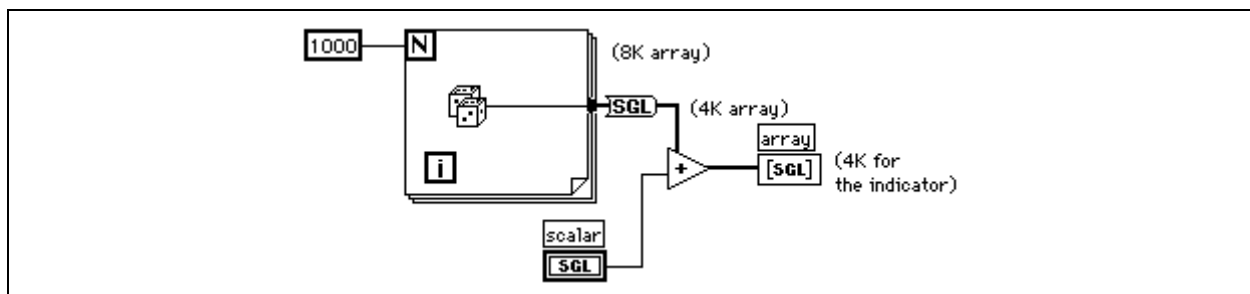 1000
N
(8K array)
SGL
(4K array)
array
[SGL]
(4K for
the indicator)
+
i
scalar
SGL